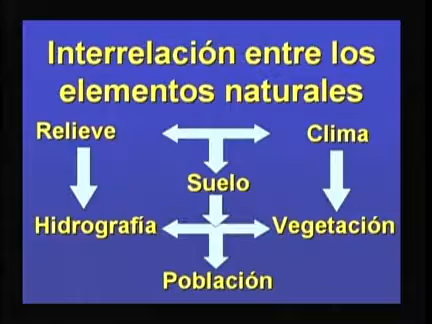 Interrelación entre los
elementos naturales
Relieve
Clima
Suelo
Hidrografía
Vegetación
Población